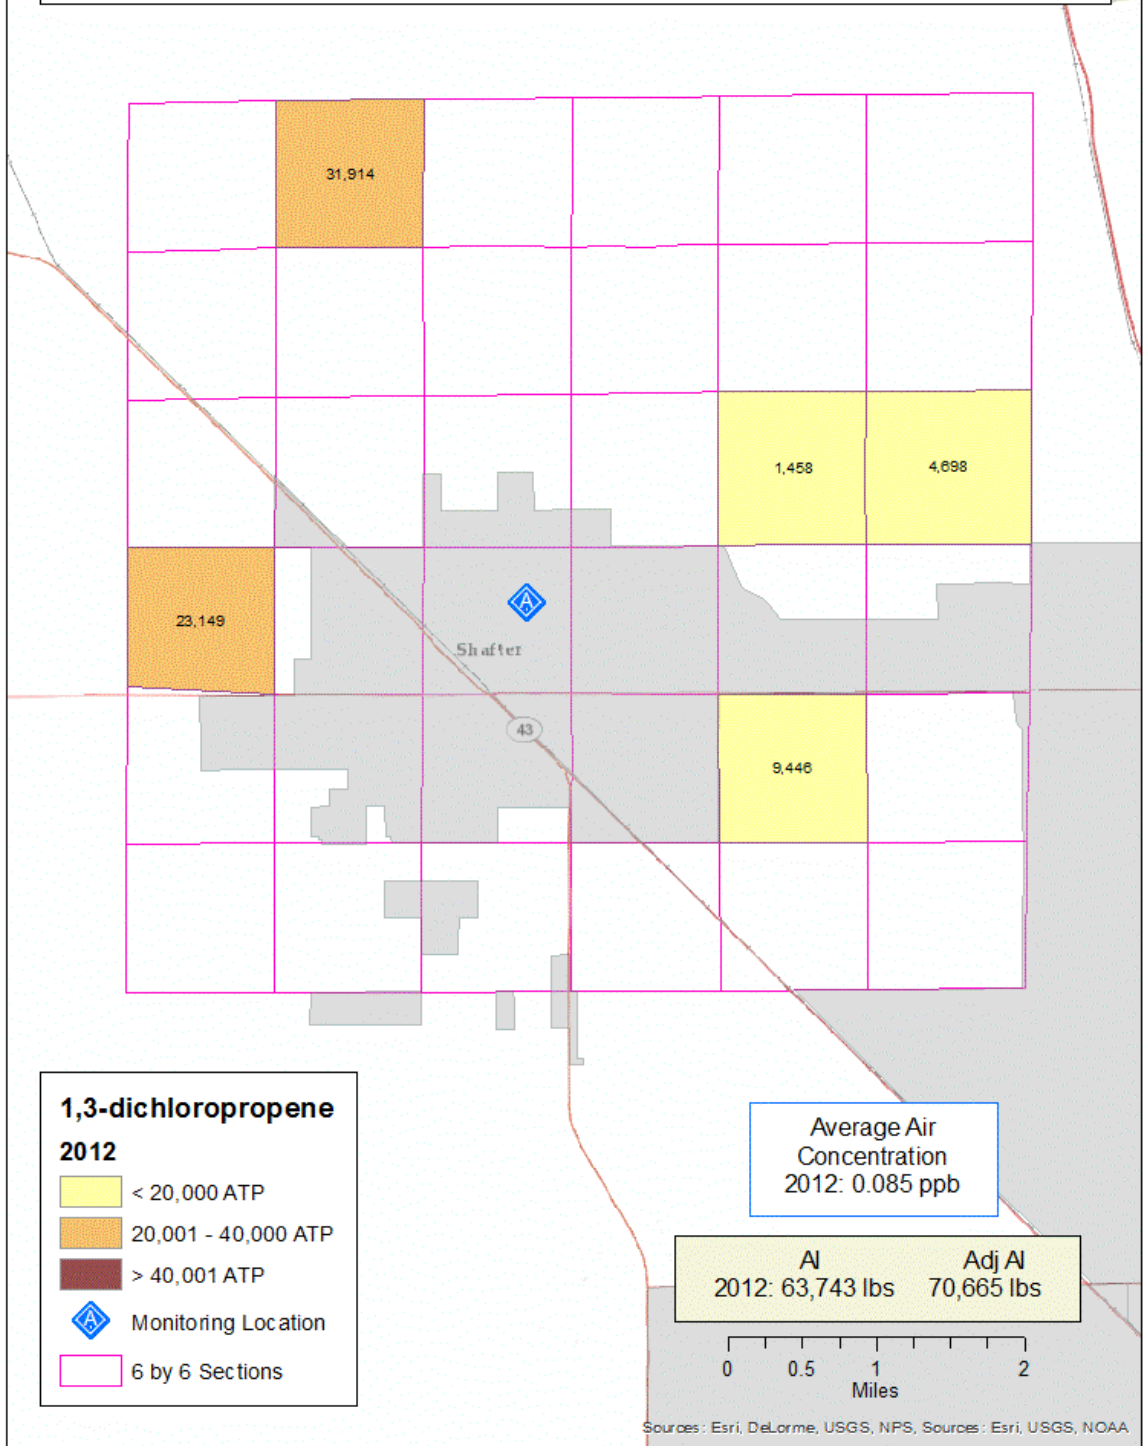 31,914
1,458
4,698
23,149
A
Shafter
43
9,446
1,3-dichloropropene
2012
< 20,000 ATP
20,001 - 40,000 ATP
> 40,001 ATP
A
Monitoring Location
6 by 6 Sections
Average Air
Concentration
2012: 0.085 ppb
AI Adj AI
2012: 63,743 lbs 70,665 lbs
0 0.5 1 2
Miles
Sources: Esri, DeLorme, USGS, NPS, Sources: Esri, USGS, NOAA